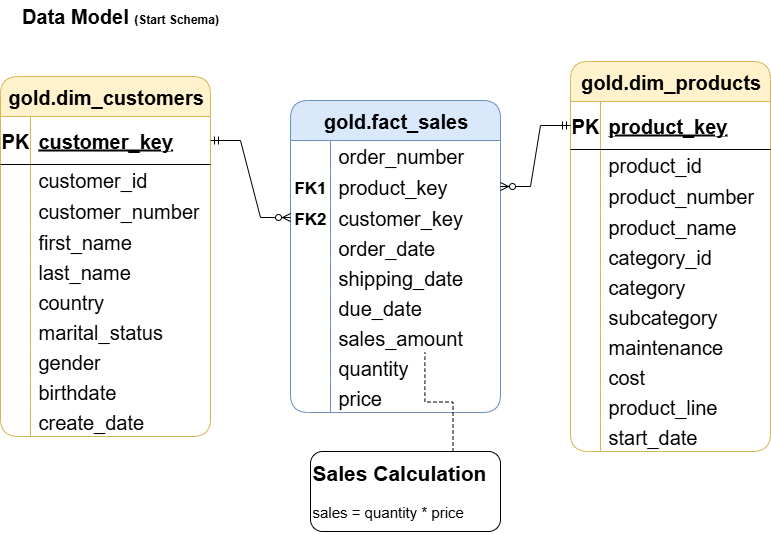 Data Model (Start Schema)
gold.dim_customers
PK customer_key
customer_id
customer_number
first_name
last_name
country
marital_status
gender
birthdate
create_date
gold.fact_sales
order_number
FK1 product_key
FK2 customer_key
order_date
shipping_date
due_date
sales_amount
quantity
price
Sales Calculation
sales = quantity * price
gold.dim_products
PK product_key
product_id
product_number
product_name
category_id
category
subcategory
maintenance
cost
product_line
start_date